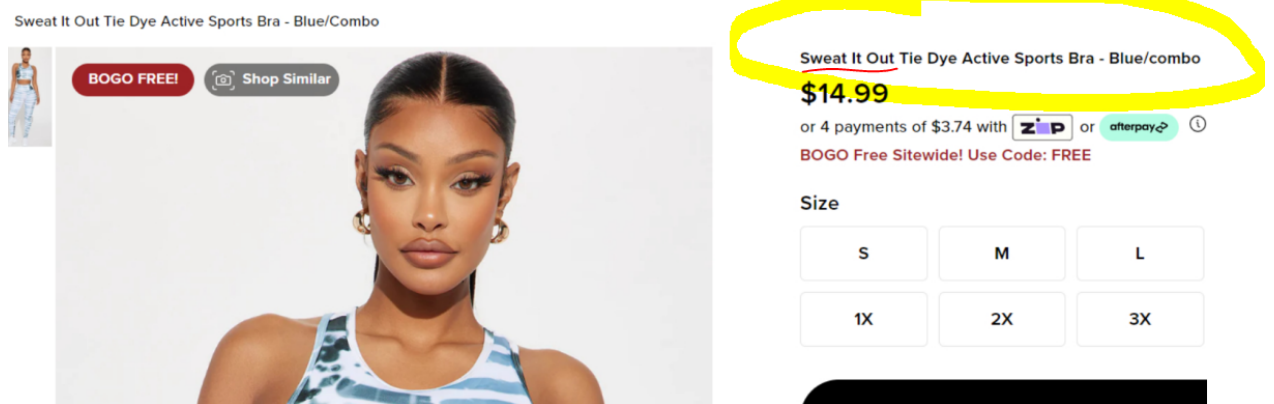 Sweat It Out Tie Dye Active Sports Bra - Blue/Combo
BOGO FREE!
Shop Similar
Sweat It Out Tie Dye Active Sports Bra - Blue/combo
$14.99
or 4 payments of $3.74 with zip or afterpay
BOGO Free Sitewide! Use Code: FREE
Size
S M L
1X 2X 3X